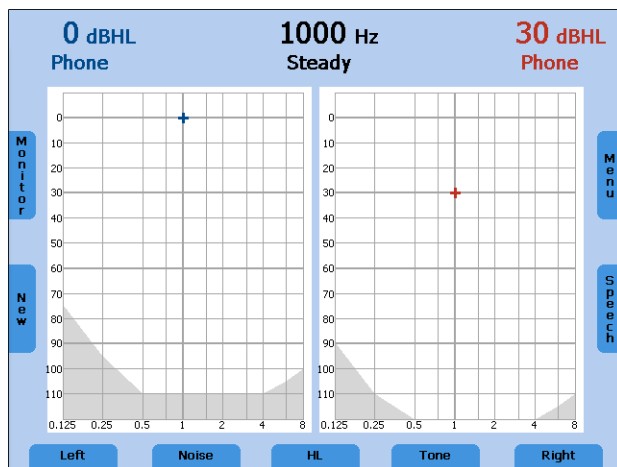 0 dBHL 1000 Hz 30 dBHL
Phone Steady Phone
0 0
10 10
20 20
30 30
40 40
50 50
60 60
70 70
80 80
90 90
100 100
110 110
0.125 0.25 0.5 1 2 4 8 0.125 0.25 0.5 1 2 4 8
Monitor
New
Menu
Speech
Left Noise HL Tone Right